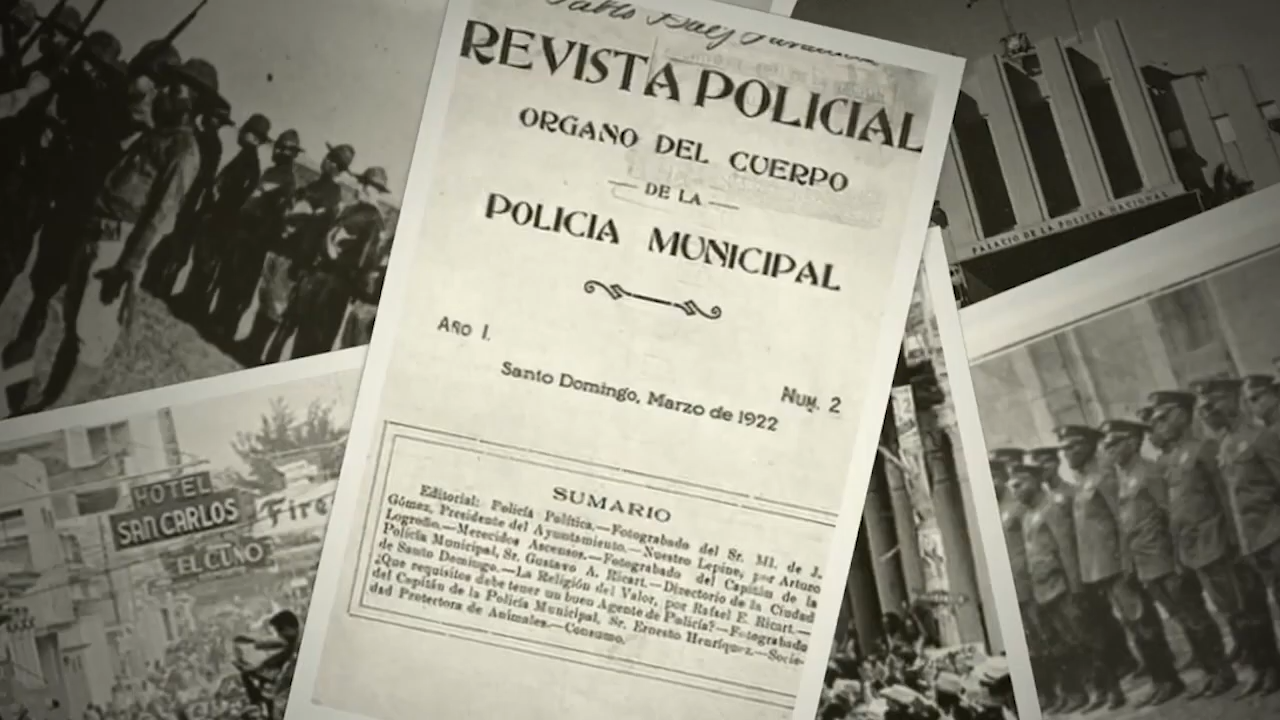 Pablo Baez
REVISTA POLICIAL
ORGANO DEL CUERPO
DE LA
POLICIA MUNICIPAL
Año I.
Num. 2
Santo Domingo, Marzo de 1922
SUMARIO
Editorial: Policía Política.—Fotograbado del Sr. Ml. de J.
Gómez, Presidente del Ayuntamiento.—Nuestro Lepine, por Arturo
Logroño.—Merecidos Ascensos.—Fotograbado del Capitán de la
Policía Municipal, Sr. Gustavo A. Ricart.—Directorio de la Ciudad
de Santo Domingo.—La Religión del Valor, por Rafael E. Ricart.—
¿Que requisitos debe tener un buen Agente de Policía?—Fotograbado
del Capitán de la Policía Municipal, Sr. Ernesto Henríquez.—Socie-
dad Protectora de Animales.—Consumo.
PALACIO DE LA POLICIA NACIONAL
HOTEL
SAN CARLOS
EL CUÑO
Fire